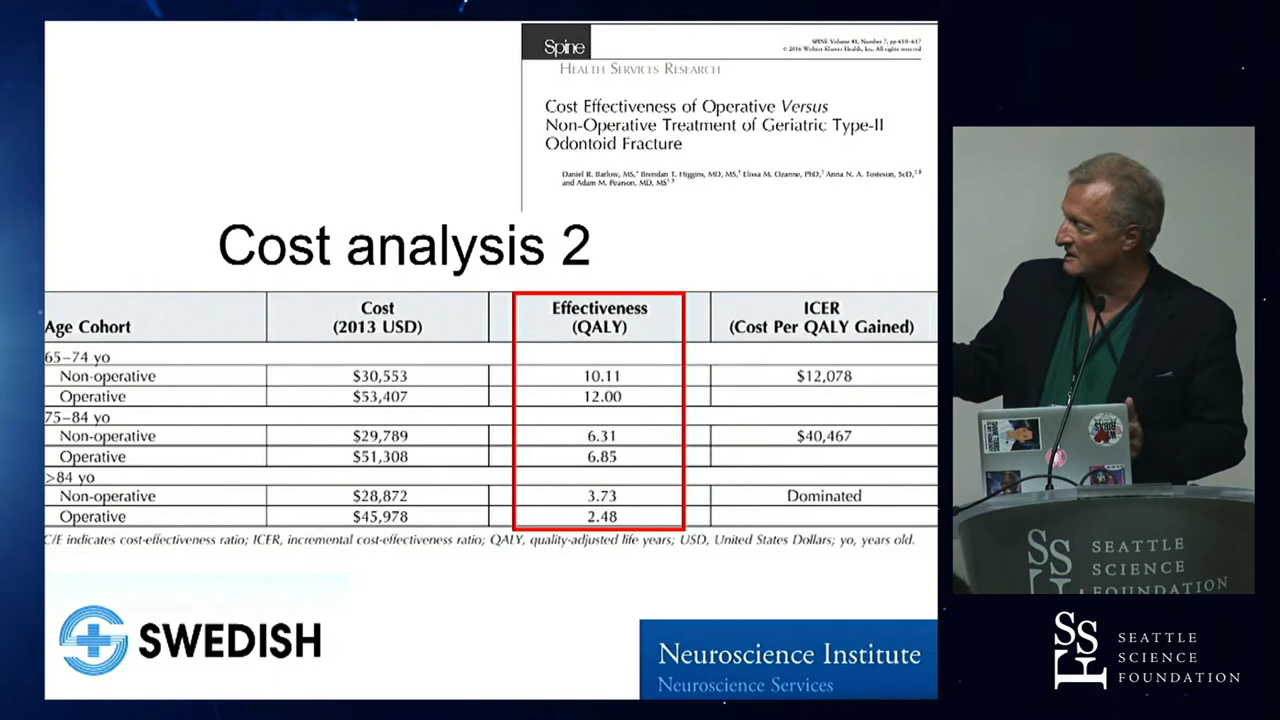 Spine
SPINE Volume 41, Number 7, pp 610–617
© 2016 Wolters Kluwer Health, Inc. All rights reserved
HEALTH SERVICES RESEARCH
Cost Effectiveness of Operative Versus
Non-Operative Treatment of Geriatric Type-II
Odontoid Fracture
Daniel R. Barlow, MS,* Brendan T. Higgins, MD, MS,† Elissa M. Ozanne, PhD,‡ Anna N. A. Tosteson, ScD,‡§
and Adam M. Pearson, MD, MS
Cost analysis 2
Age Cohort
Cost
(2013 USD)
Effectiveness
(QALY)
ICER
(Cost Per QALY Gained)
65–74 yo
Non-operative $30,553 10.11 $12,078
Operative $53,407 12.00
75–84 yo
Non-operative $29,789 6.31 $40,467
Operative $51,308 6.85
>84 yo
Non-operative $28,872 3.73 Dominated
Operative $45,978 2.48
C/E indicates cost-effectiveness ratio; ICER, incremental cost-effectiveness ratio; QALY, quality-adjusted life years; USD, United States Dollars; yo, years old.
SWEDISH
Neuroscience Institute
Neuroscience Services
SSF
SEATTLE
SCIENCE
FOUNDATION
SSF
SEATTLE
SCIENCE
FOUNDATION